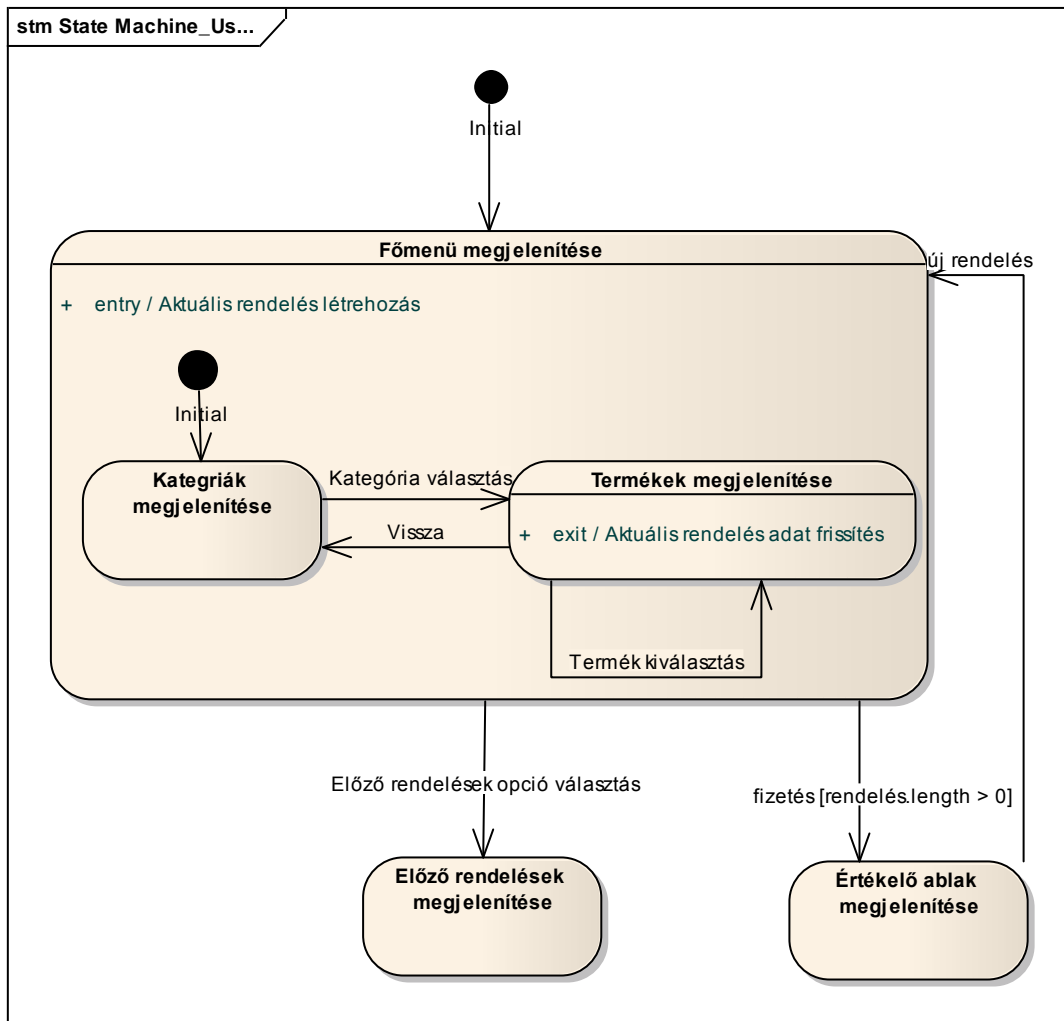 stm State Machine_Us...
Initial
Főmenü megjelenítése
új rendelés
+ entry / Aktuális rendelés létrehozás
Initial
Kategriák
megjelenítése
Kategória választás
Vissza
Termékek megjelenítése
+ exit / Aktuális rendelés adat frissítés
Termék kiválasztás
Előző rendelések opció választás
fizetés [rendelés.length > 0]
Előző rendelések
megjelenítése
Értékelő ablak
megjelenítése